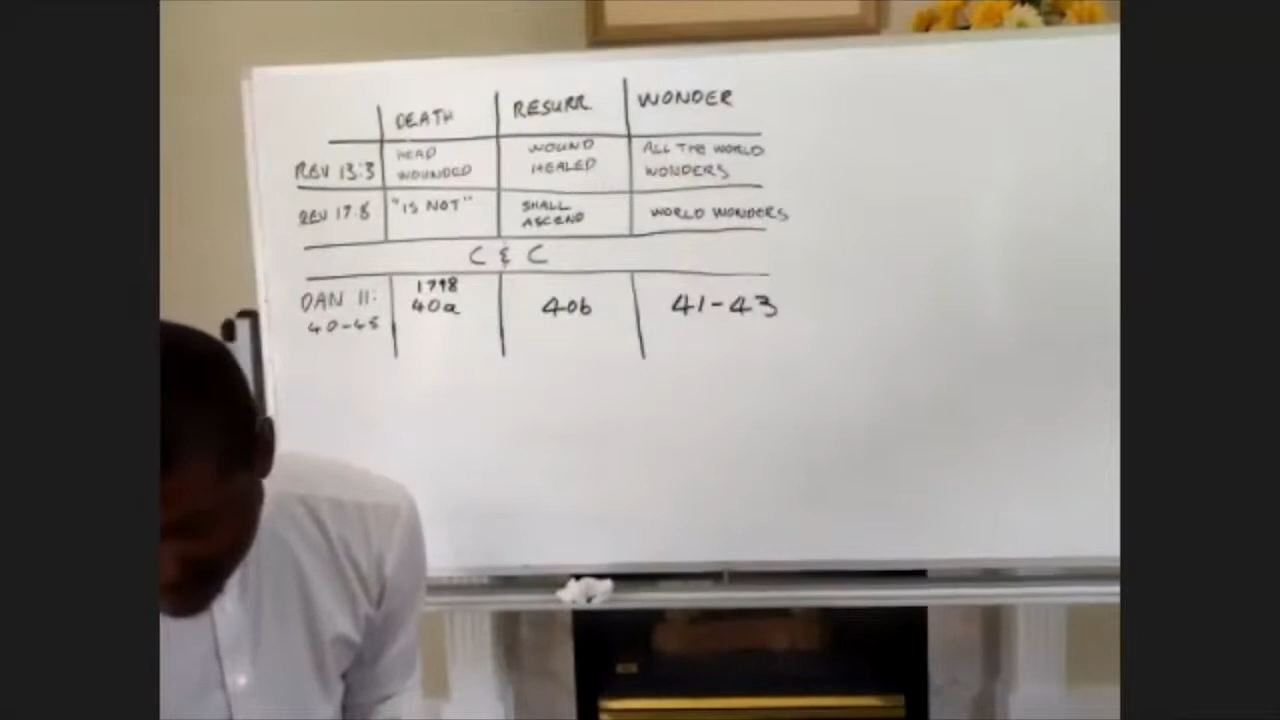 DEATH RESURR WONDER
REV 13:3 HEAD WOUNDED WOUND HEALED ALL THE WORLD WONDERS
REV 17:8 "IS NOT" SHALL ASCEND WORLD WONDERS
C & C
DAN 11: 40-45 1798 40a 40b 41-43